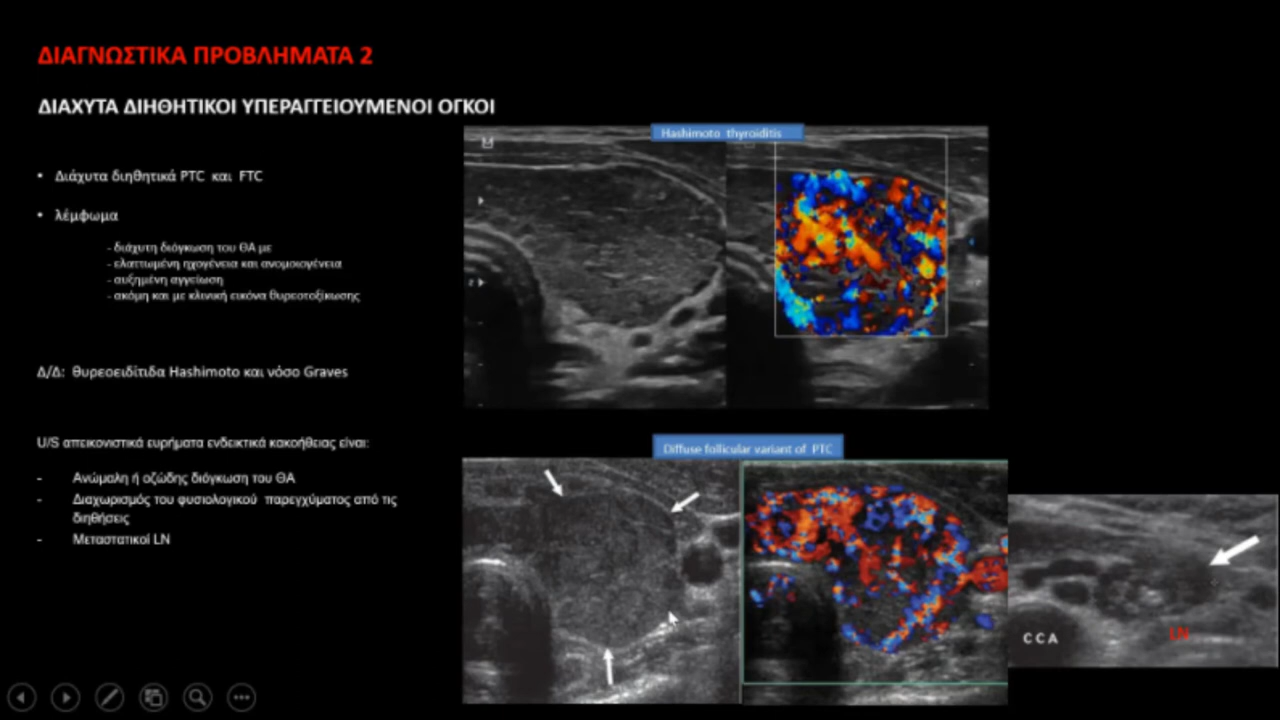 ΔΙΑΓΝΩΣΤΙΚΑ ΠΡΟΒΛΗΜΑΤΑ 2
ΔΙΑΧΥΤΑ ΔΙΗΘΗΤΙΚΟΙ ΥΠΕΡΑΓΓΕΙΟΥΜΕΝΟΙ ΟΓΚΟΙ
• Διάχυτα διηθητικά PTC και FTC
• λέμφωμα
- διάχυτη διόγκωση του ΘΑ με
- ελαττωμένη ηχογένεια και ανομοιογένεια
- αυξημένη αγγείωση
- ακόμη και με κλινική εικόνα θυρεοτοξίκωσης
Δ/Δ: θυρεοειδίτιδα Hashimoto και νόσο Graves
U/S απεικονιστικά ευρήματα ενδεικτικά κακοήθειας είναι:
- Ανώμαλη ή οζώδης διόγκωση του ΘΑ
- Διαχωρισμός του φυσιολογικού παρεγχύματος από τις
διηθήσεις
- Μεταστατικοί LN
Hashimoto thyroiditis
Diffuse follicular variant of PTC
CCA
LN